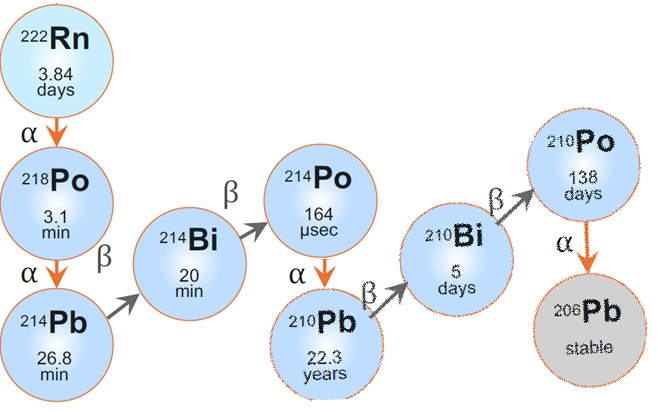 ²²²Rn
3.84
days
α
²¹⁸Po
3.1
min
α
²¹⁴Pb
26.8
min
β
²¹⁴Bi
20
min
β
²¹⁴Po
164
µsec
α
²¹⁰Pb
22.3
years
β
²¹⁰Bi
5
days
β
²¹⁰Po
138
days
α
²⁰⁶Pb
stable